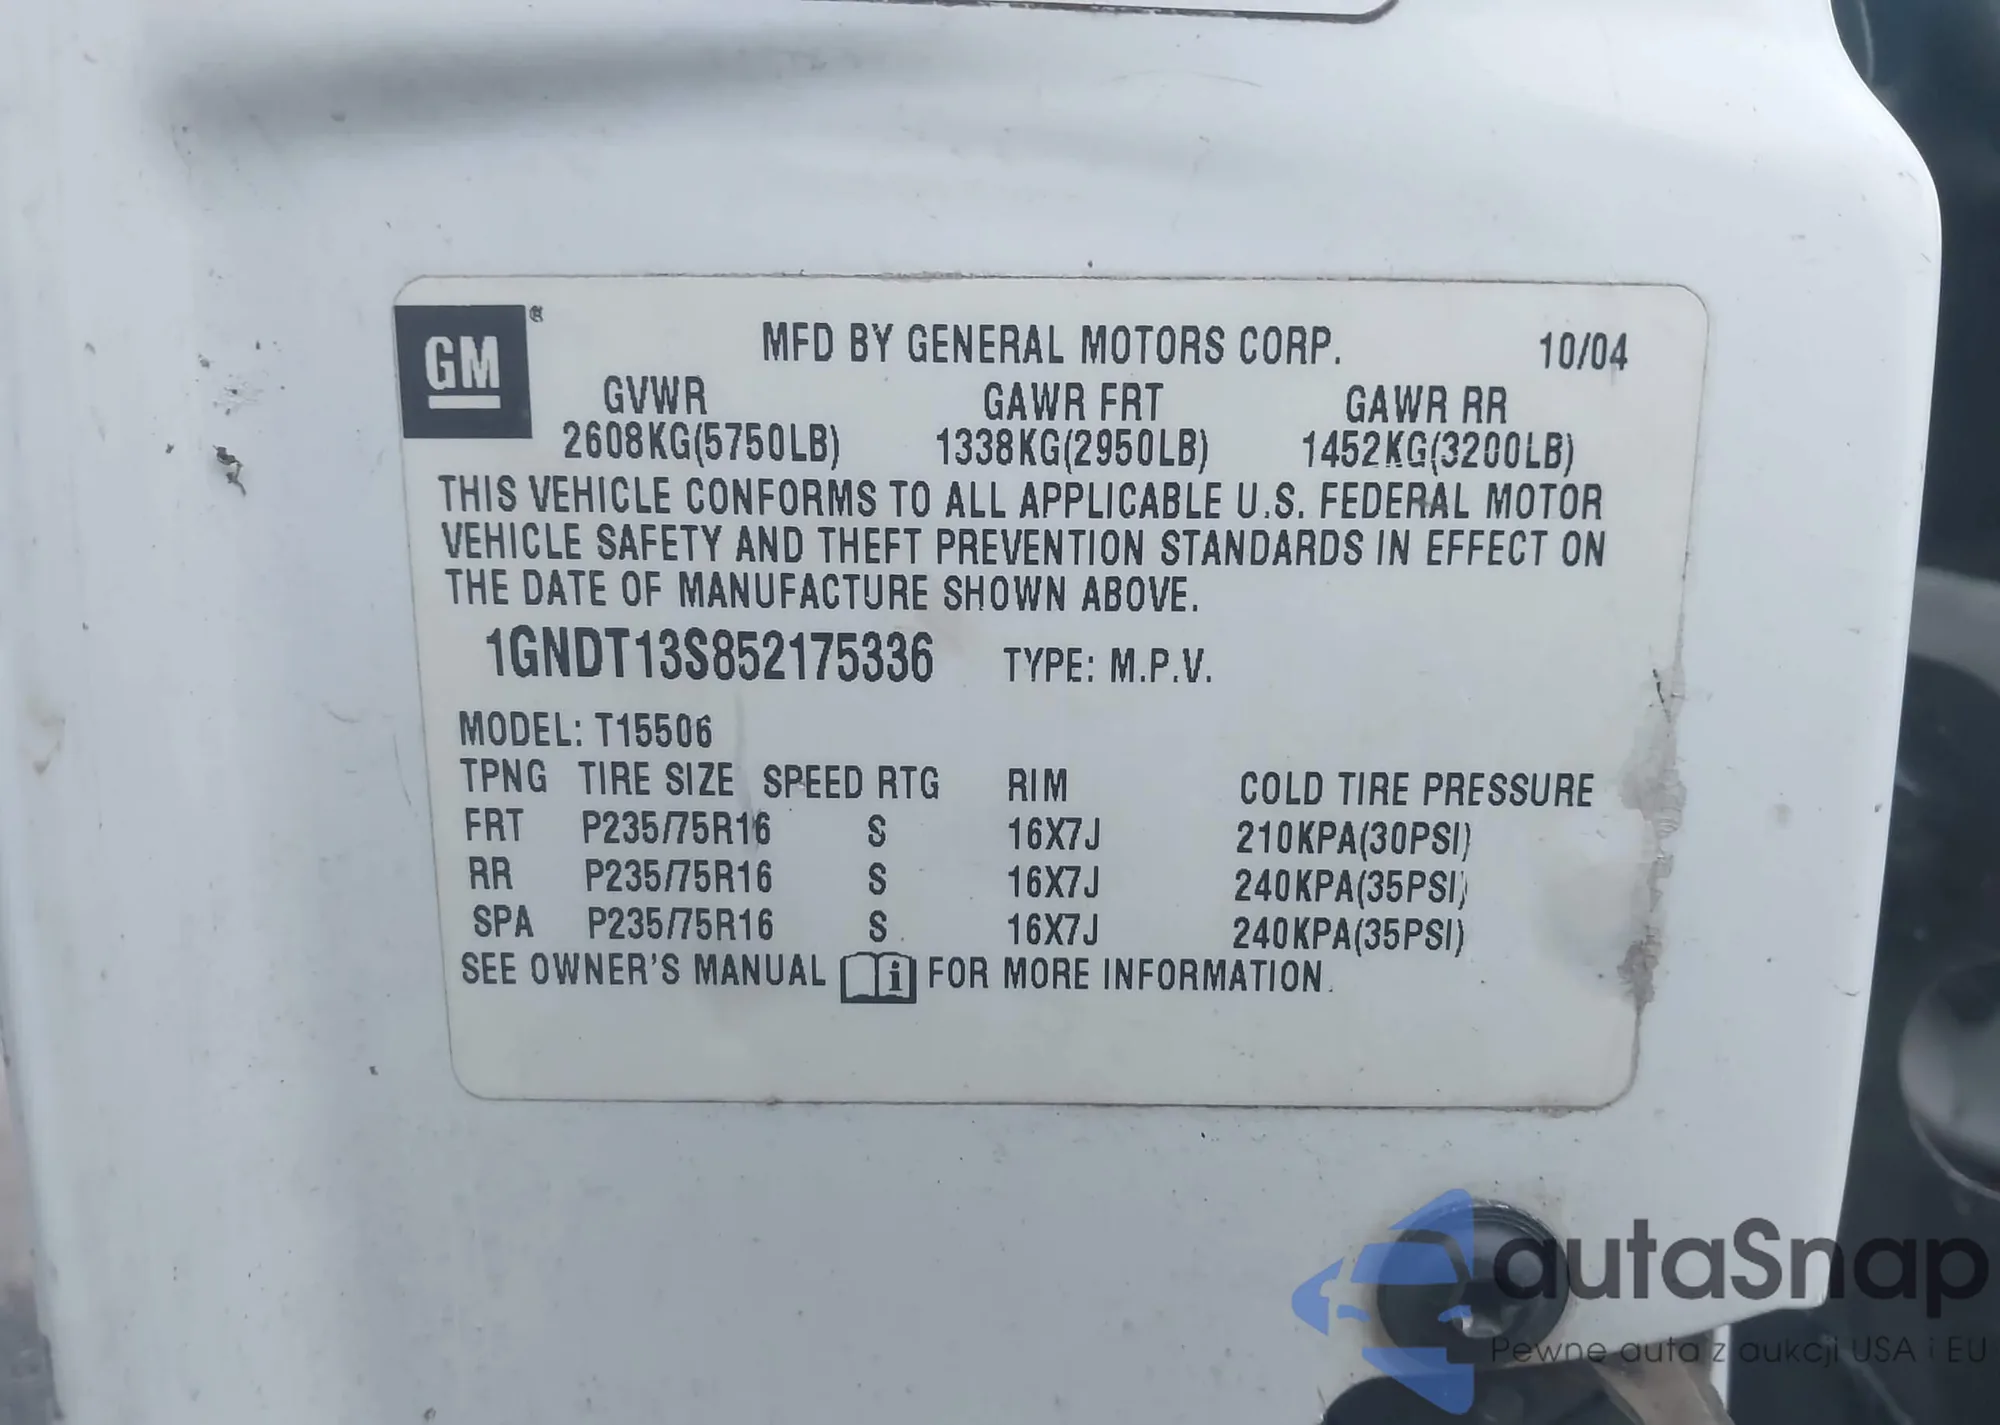 GM ®
MFD BY GENERAL MOTORS CORP. 10/04
GVWR GAWR FRT GAWR RR
2608KG(5750LB) 1338KG(2950LB) 1452KG(3200LB)
THIS VEHICLE CONFORMS TO ALL APPLICABLE U.S. FEDERAL MOTOR
VEHICLE SAFETY AND THEFT PREVENTION STANDARDS IN EFFECT ON
THE DATE OF MANUFACTURE SHOWN ABOVE.
1GNDT13S852175336 TYPE: M.P.V.
MODEL: T15506
TPNG TIRE SIZE SPEED RTG RIM COLD TIRE PRESSURE
FRT P235/75R16 S 16X7J 210KPA(30PSI)
RR P235/75R16 S 16X7J 240KPA(35PSI)
SPA P235/75R16 S 16X7J 240KPA(35PSI)
SEE OWNER'S MANUAL i FOR MORE INFORMATION.
autaSnap
Pewne auta z aukcji USA i EU